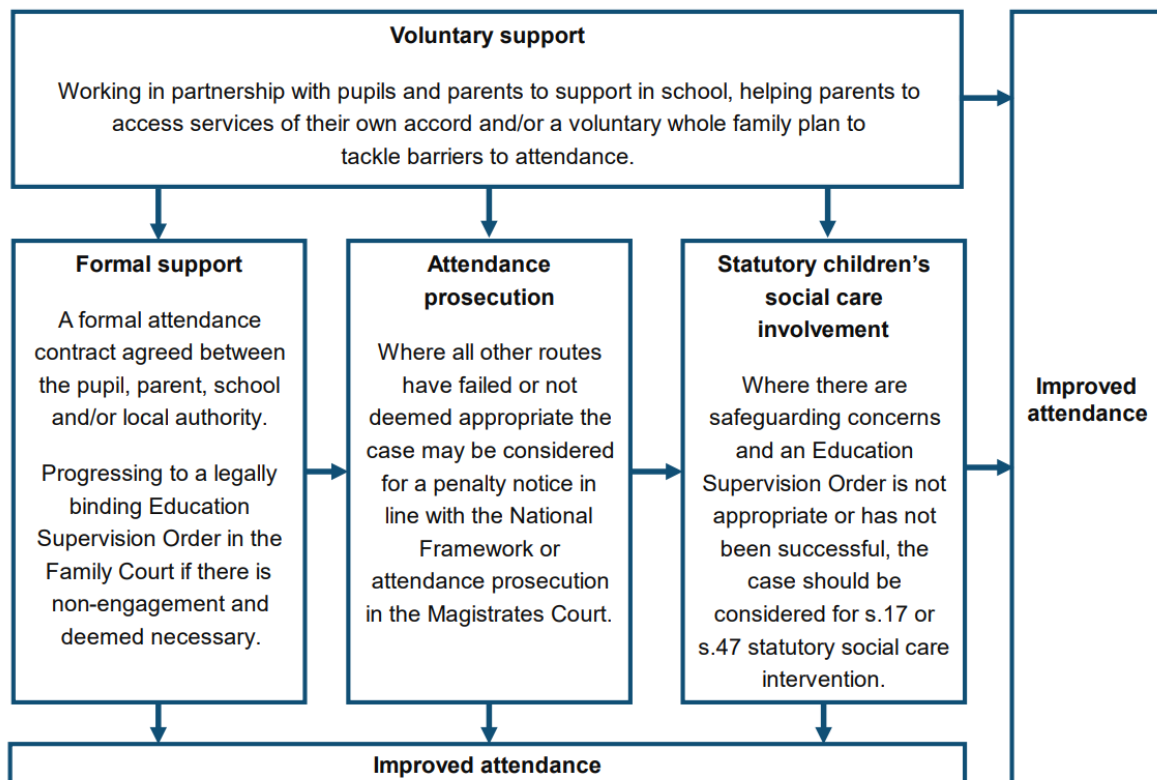 Voluntary support
Working in partnership with pupils and parents to support in school, helping parents to
access services of their own accord and/or a voluntary whole family plan to
tackle barriers to attendance.
Formal support
A formal attendance
contract agreed between
the pupil, parent, school
and/or local authority.
Progressing to a legally
binding Education
Supervision Order in the
Family Court if there is
non-engagement and
deemed necessary.
Attendance
prosecution
Where all other routes
have failed or not
deemed appropriate the
case may be considered
for a penalty notice in
line with the National
Framework or
attendance prosecution
in the Magistrates Court.
Statutory children’s
social care
involvement
Where there are
safeguarding concerns
and an Education
Supervision Order is not
appropriate or has not
been successful, the
case should be
considered for s.17 or
s.47 statutory social care
intervention.
Improved
attendance
Improved attendance